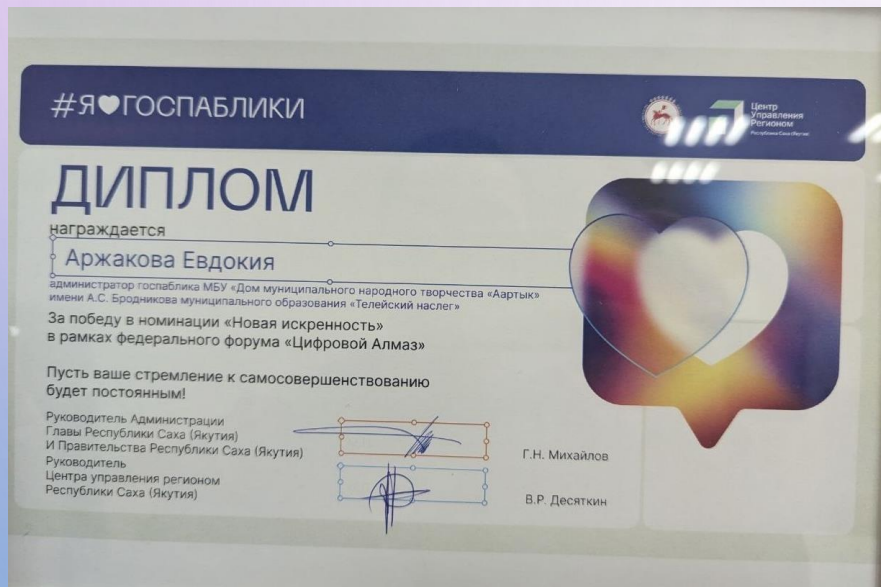 #Я🤍ГОСПАБЛИКИ
Центр
Управления
Регионом
Республика Саха (Якутия)
ДИПЛОМ
награждается
Аржакова Евдокия
администратор госпаблика МБУ «Дом муниципального народного творчества «Аартык»
имени А.С. Бродникова муниципального образования «Телейский наслег»
За победу в номинации «Новая искренность»
в рамках федерального форума «Цифровой Алмаз»
Пусть ваше стремление к самосовершенствованию
будет постоянным!
Руководитель Администрации
Главы Республики Саха (Якутия)
И Правительства Республики Саха (Якутия)
Г.Н. Михайлов
Руководитель
Центра управления регионом
Республики Саха (Якутия)
В.Р. Десяткин